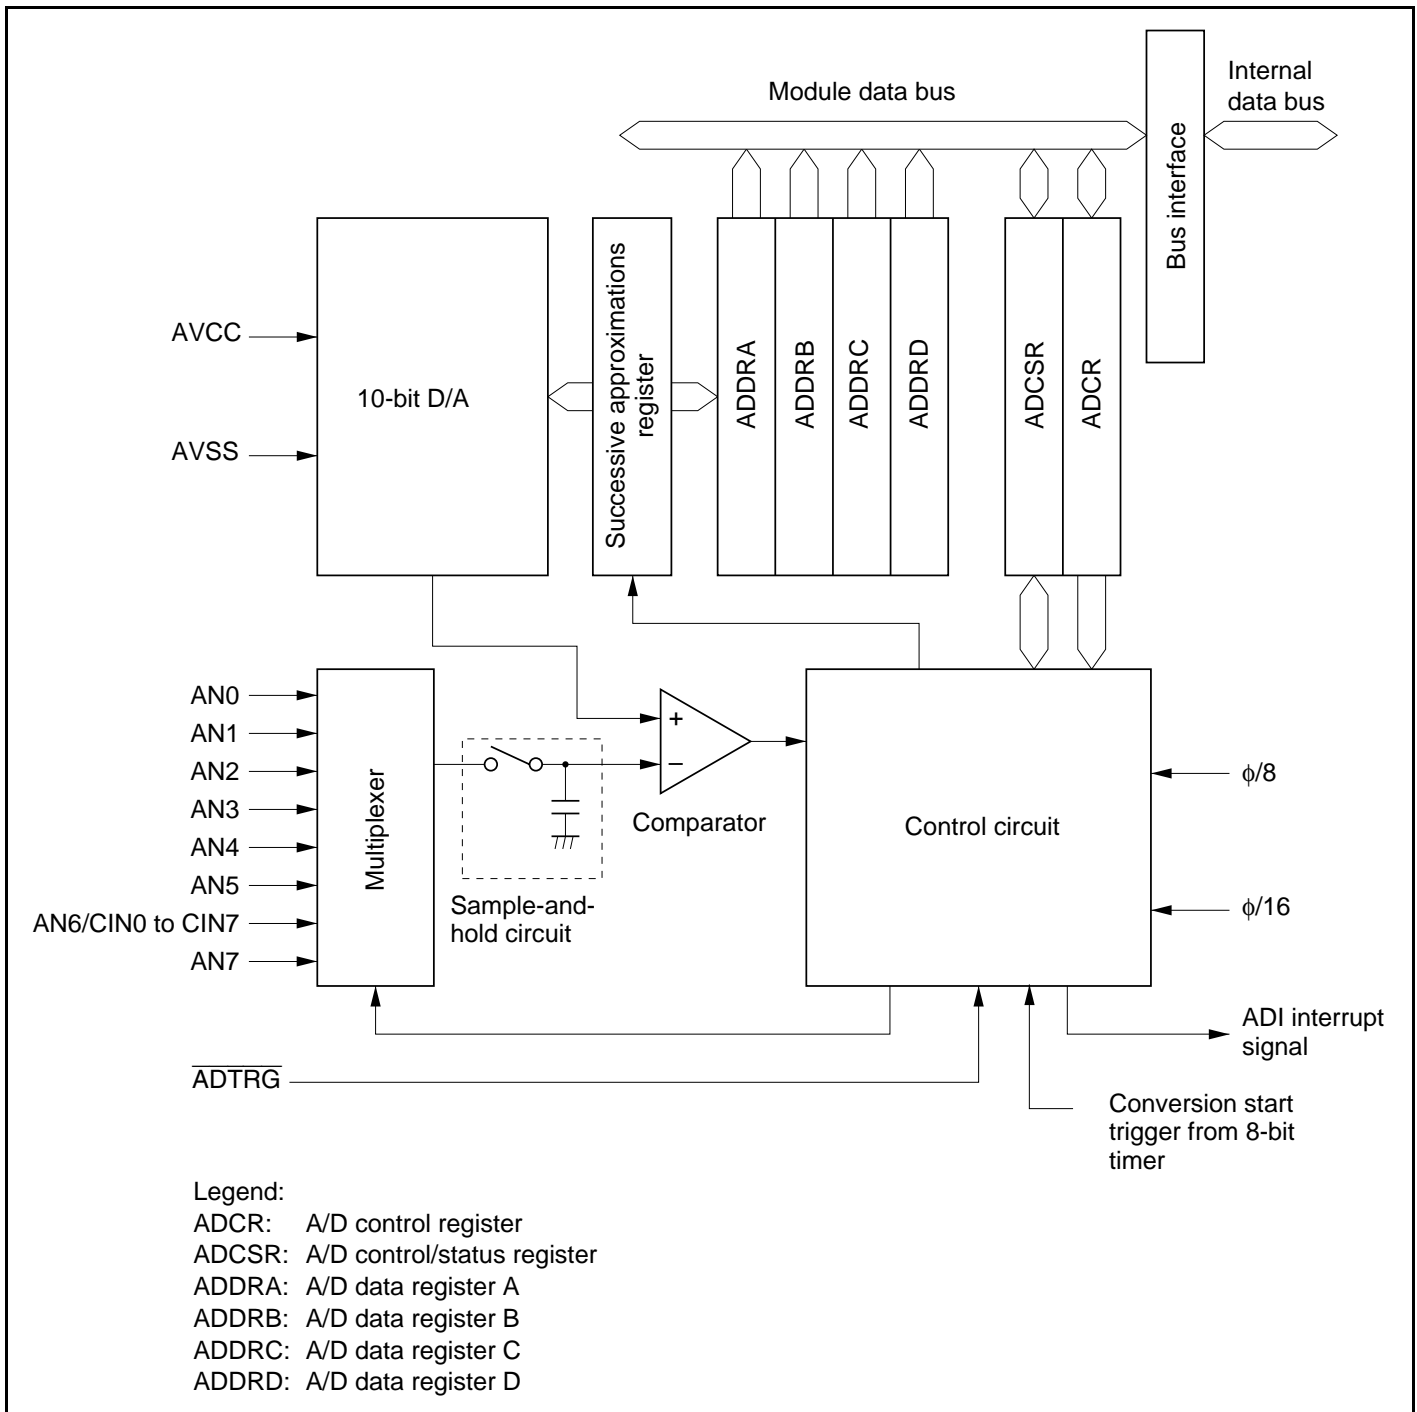 Module data bus
Internal
data bus
Bus interface
AVCC
AVSS
10-bit D/A
Successive approximations
register
ADDRA
ADDRB
ADDRC
ADDRD
ADCSR
ADCR
AN0
AN1
AN2
AN3
AN4
AN5
AN6/CIN0 to CIN7
AN7
Multiplexer
+
−
Comparator
Sample-and-
hold circuit
Control circuit
ϕ/8
ϕ/16
ADI interrupt
signal
ADTRG
Conversion start
trigger from 8-bit
timer
Legend:
ADCR: A/D control register
ADCSR: A/D control/status register
ADDRA: A/D data register A
ADDRB: A/D data register B
ADDRC: A/D data register C
ADDRD: A/D data register D